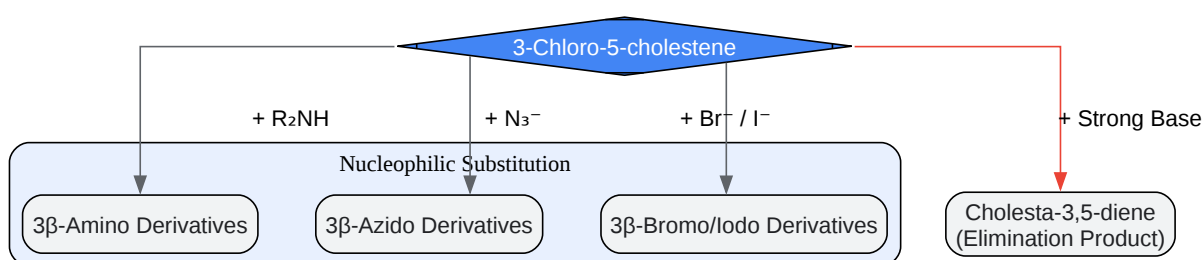 3-Chloro-5-cholestene
+ R₂NH
+ N₃⁻
+ Br⁻ / I⁻
+ Strong Base
Nucleophilic Substitution
3β-Amino Derivatives
3β-Azido Derivatives
3β-Bromo/Iodo Derivatives
Cholesta-3,5-diene
(Elimination Product)